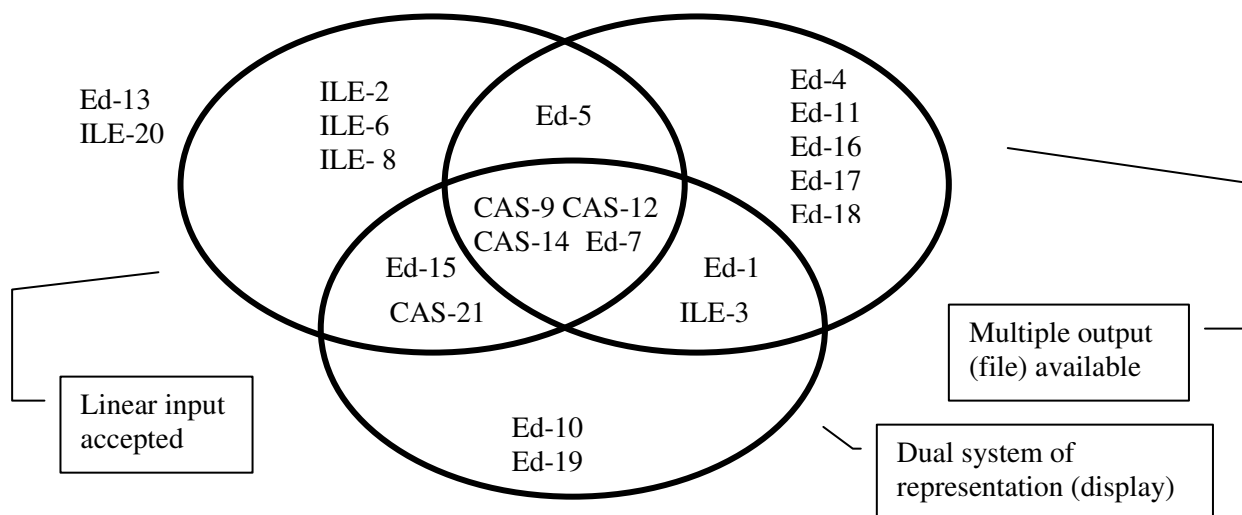 Ed-13
ILE-20
ILE-2
ILE-6
ILE- 8
Ed-5
Ed-4
Ed-11
Ed-16
Ed-17
Ed-18
CAS-9 CAS-12
CAS-14 Ed-7
Ed-15
CAS-21
Ed-1
ILE-3
Ed-10
Ed-19
Linear input
accepted
Multiple output
(file) available
Dual system of
representation (display)